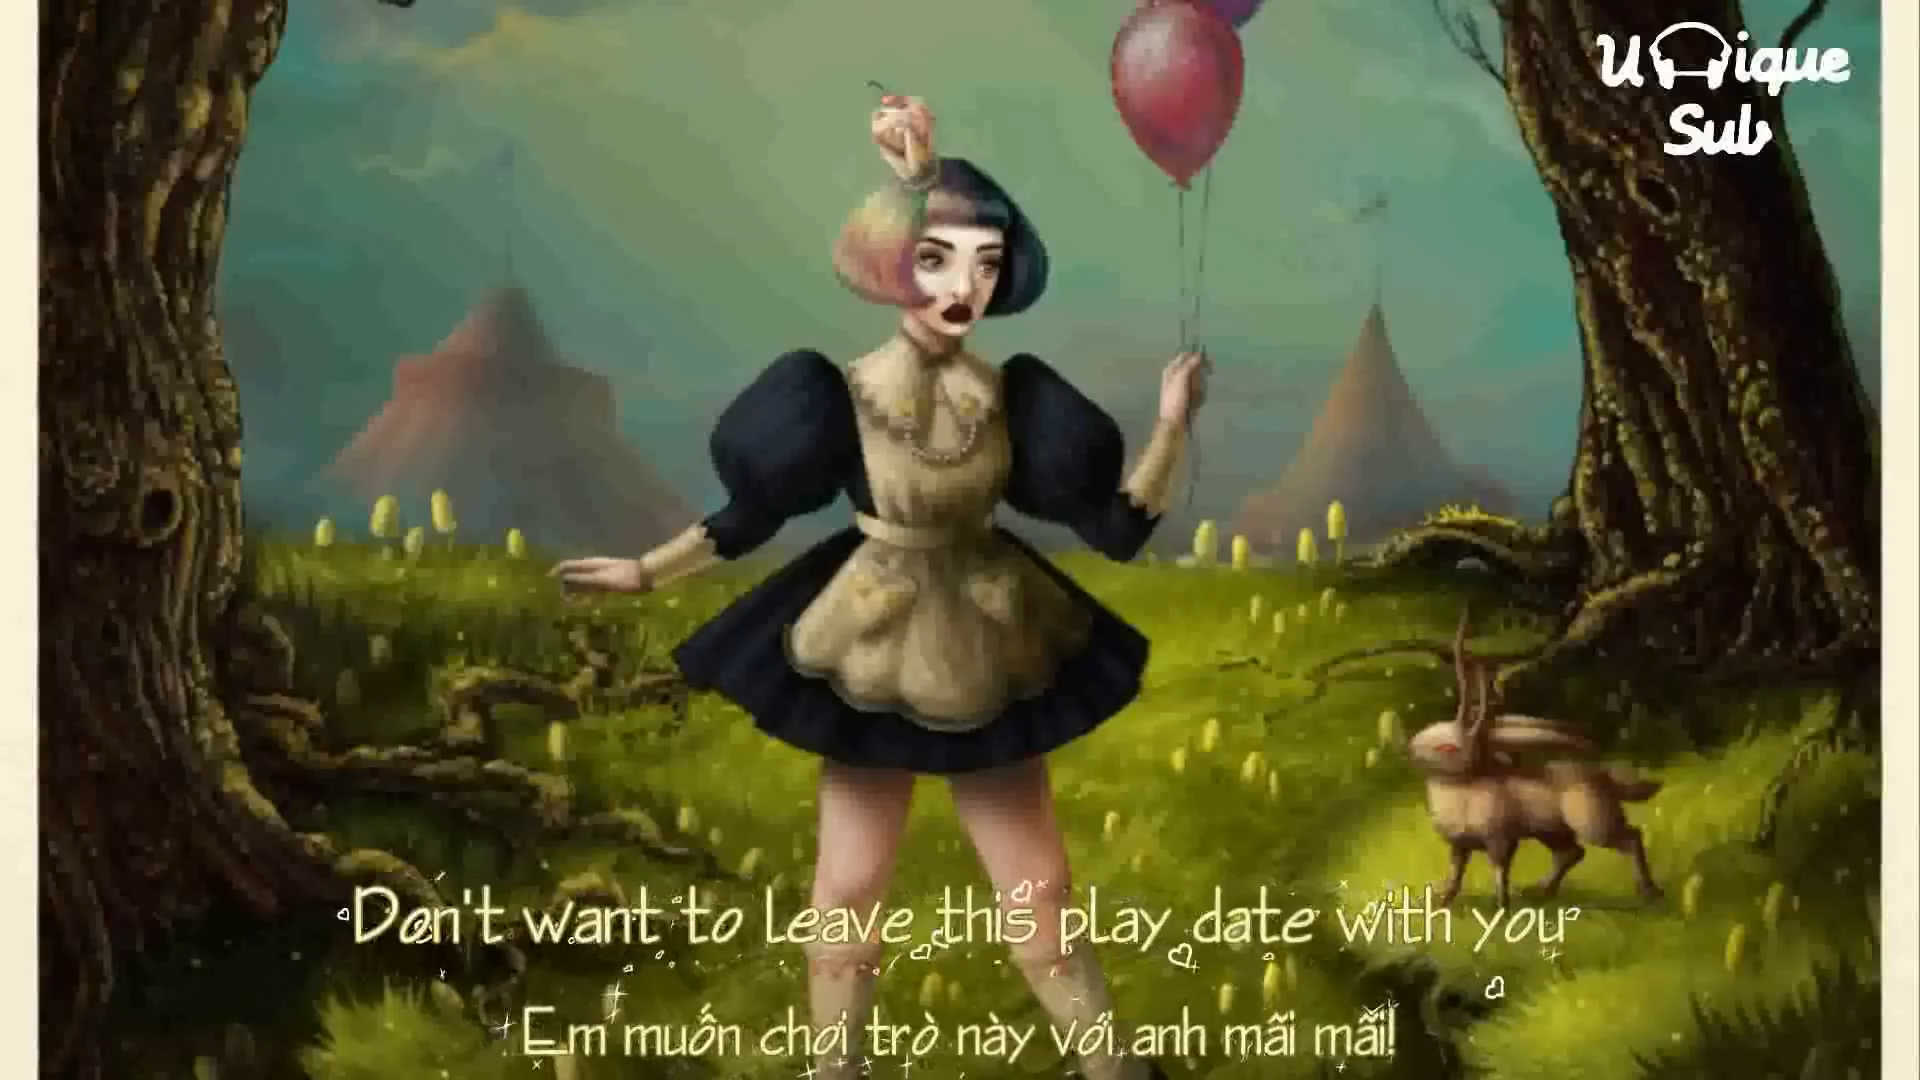 Unique
Sub
Don't want to leave this play date with you
Em muốn chơi trò này với anh mãi mãi!